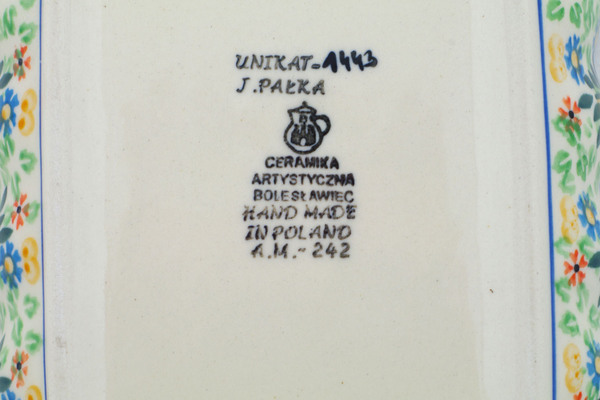 UNIKAT-1443
J.PAŁKA
CERAMIKA
ARTYSTYCZNA
BOLESŁAWIEC
HAND MADE
IN POLAND
A.M.-242